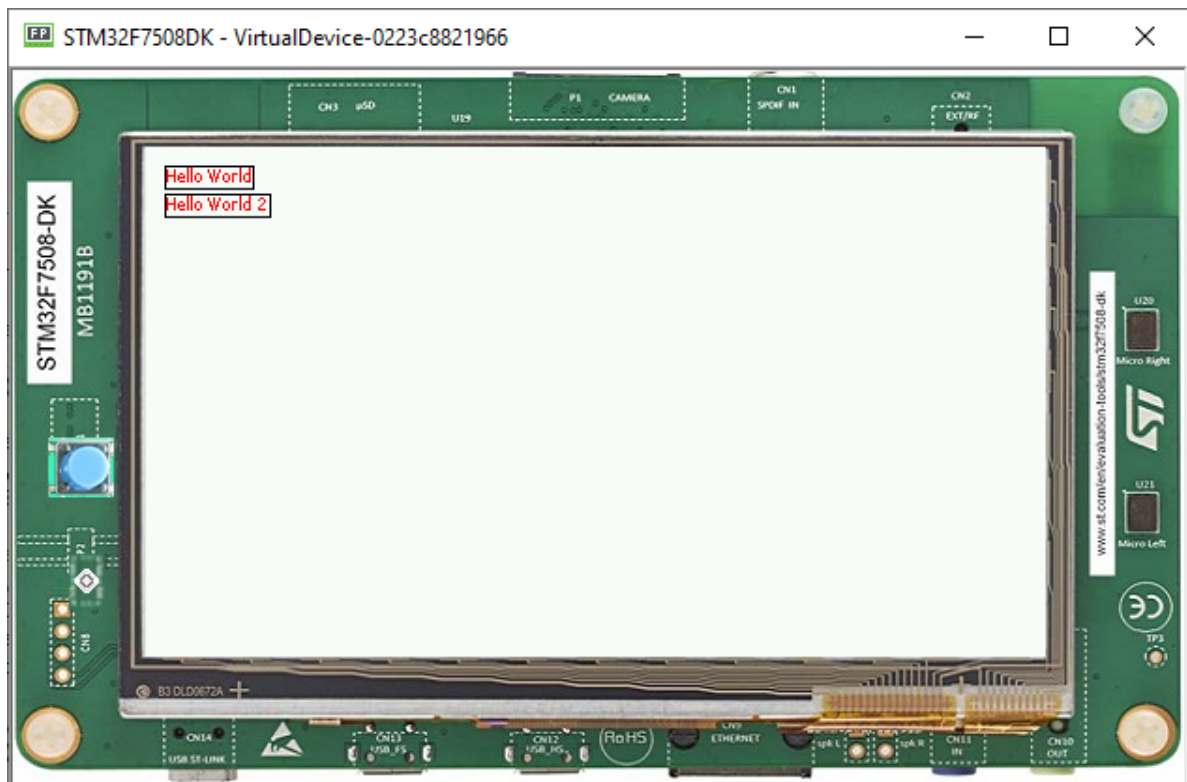 STM32F7508DK - VirtualDevice-0223c8821966
CN3 µSD
U19
P1 CAMERA
CN1
SPDIF IN
CN2
EXT/RF
Hello World
Hello World 2
STM32F7508-DK
MB1191B
U20
Micro Right
www.st.com/en/evaluation-tools/stm32f7508-dk
U21
Micro Left
P2
CN8
TP3
B3 DLD0672A
CN14
USB ST-LINK
CN13
USB_FS
CN12
USB_HS
RoHS
CN9
ETHERNET
spk L
spk R
CN11
IN
CN10
OUT